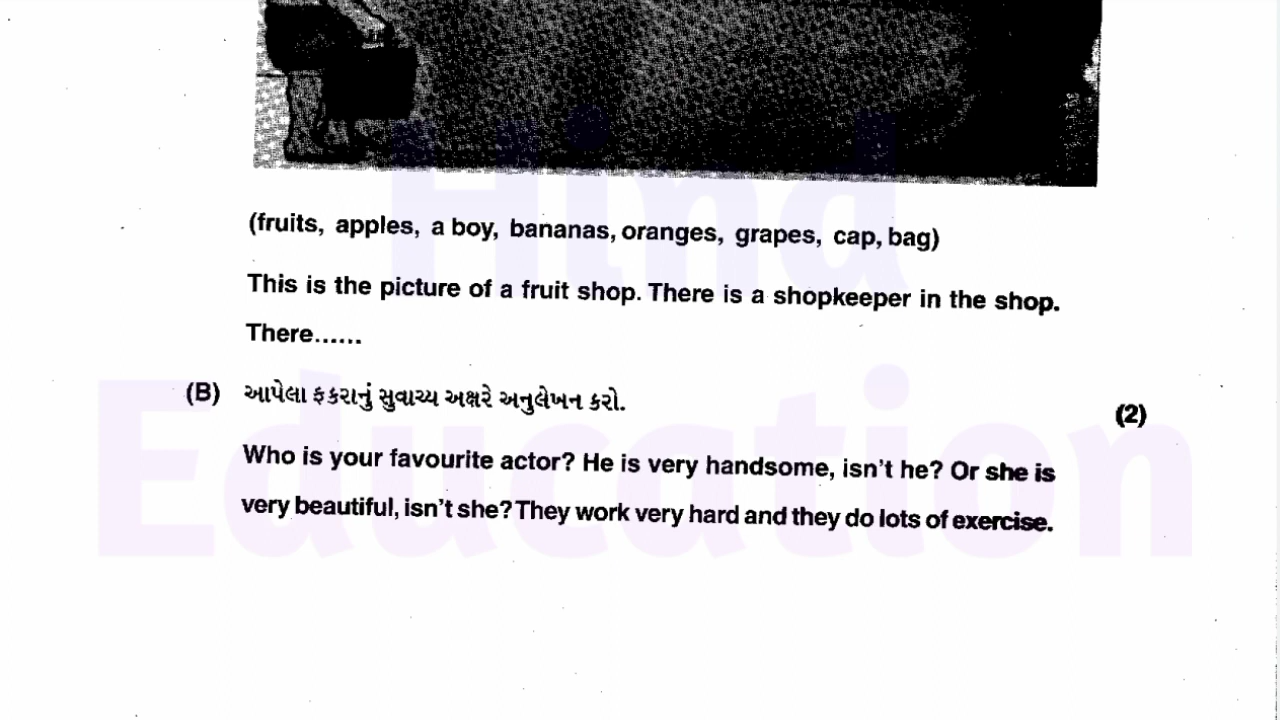 (fruits, apples, a boy, bananas, oranges, grapes, cap, bag)
This is the picture of a fruit shop. There is a shopkeeper in the shop.
There......
(B) આપેલા ફકરાનું સુવાચ્ય અક્ષરે અનુલેખન કરો.
(2)
Who is your favourite actor? He is very handsome, isn't he? Or she is
very beautiful, isn't she? They work very hard and they do lots of exercise.
Hind
Education